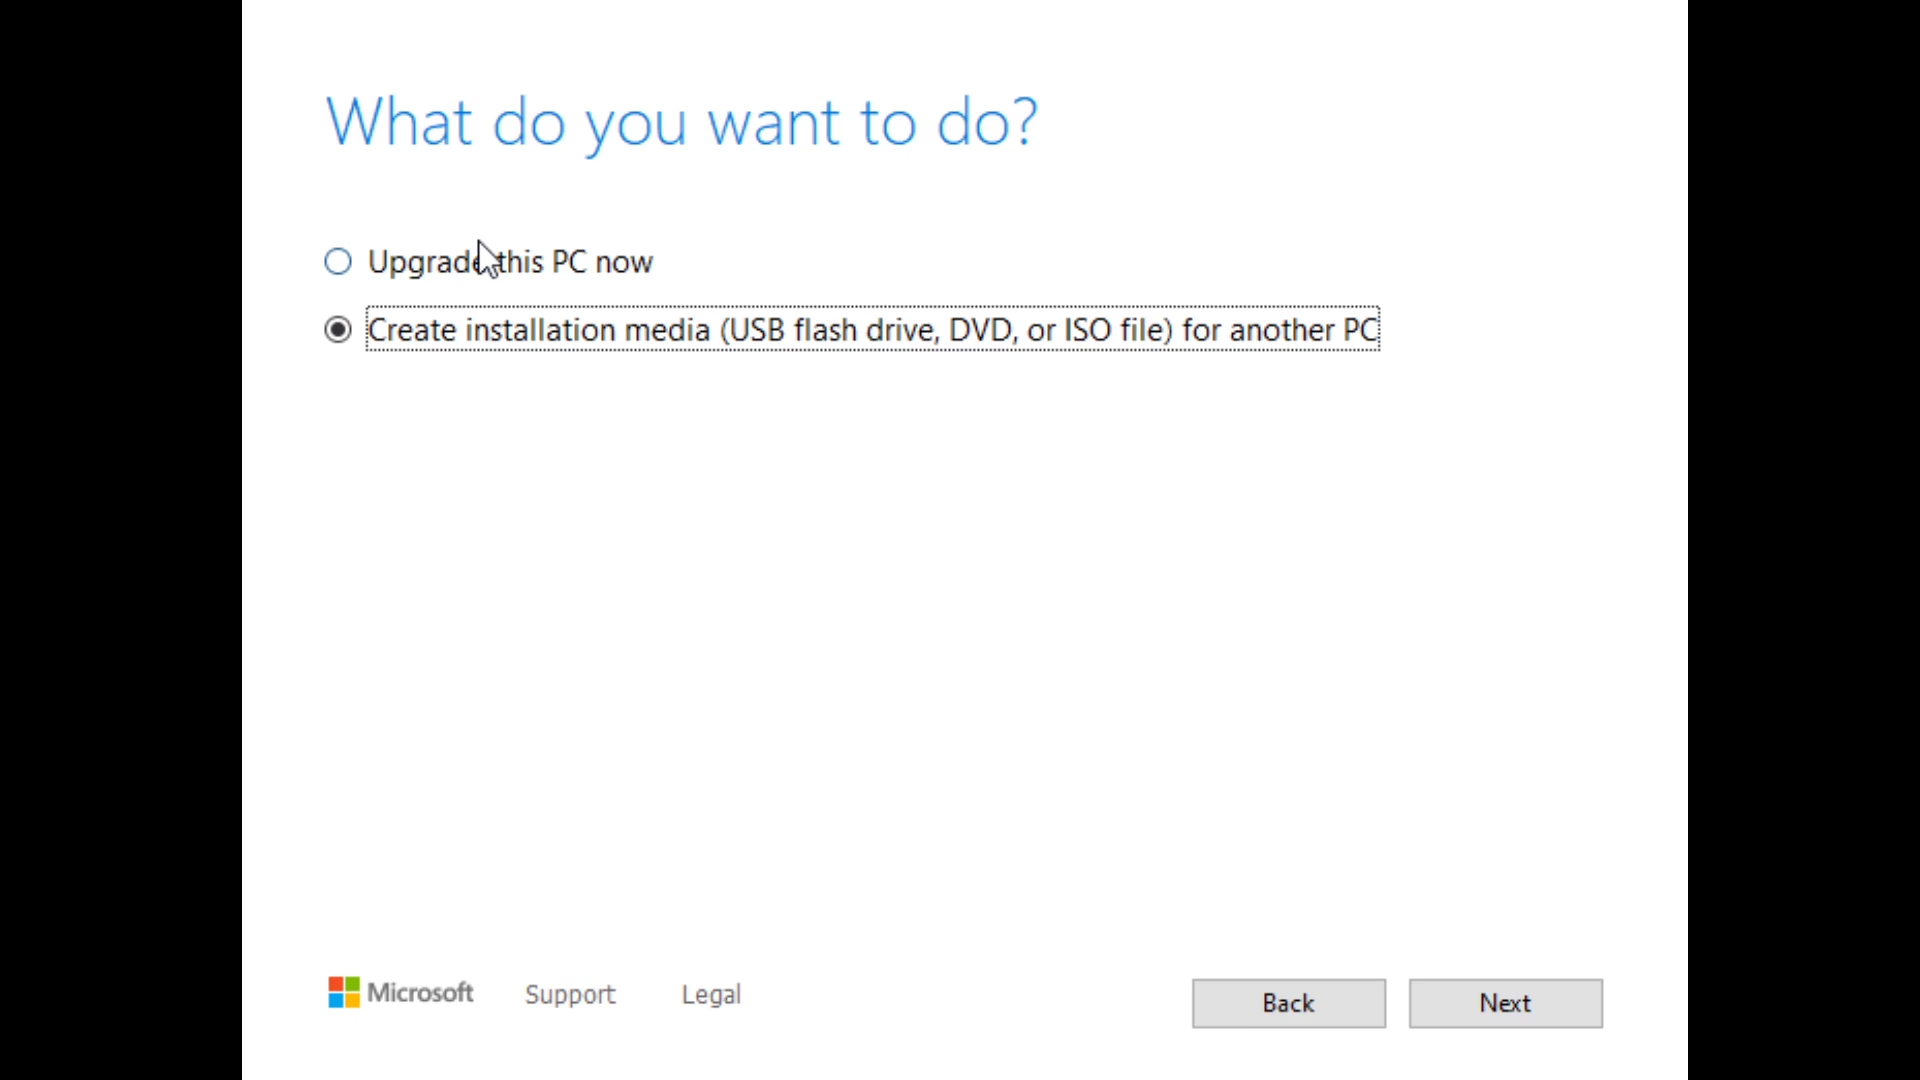 What do you want to do?
Upgrade this PC now
Create installation media (USB flash drive, DVD, or ISO file) for another PC
Microsoft Support Legal Back Next